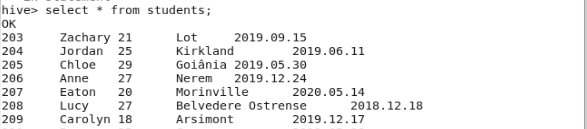 hive> select * from students;
OK
203 Zachary 21 Lot 2019.09.15
204 Jordan 25 Kirkland 2019.06.11
205 Chloe 29 Goiânia 2019.05.30
206 Anne 27 Nerem 2019.12.24
207 Eaton 20 Morinville 2020.05.14
208 Lucy 27 Belvedere Ostrense 2018.12.18
209 Carolyn 18 Arsimont 2019.12.17